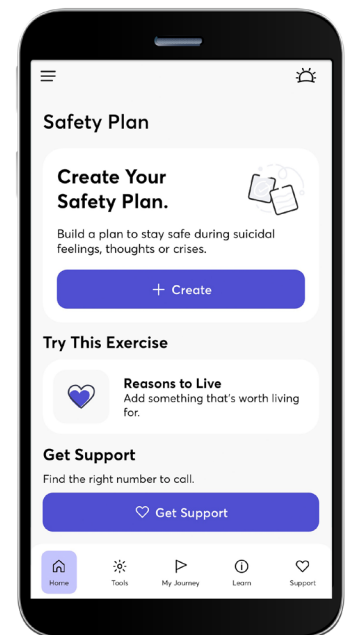 Safety Plan
Create Your
Safety Plan.
Build a plan to stay safe during suicidal
feelings, thoughts or crises.
+ Create
Try This Exercise
Reasons to Live
Add something that's worth living
for.
Get Support
Find the right number to call.
Get Support
Home Tools My Journey Learn Support